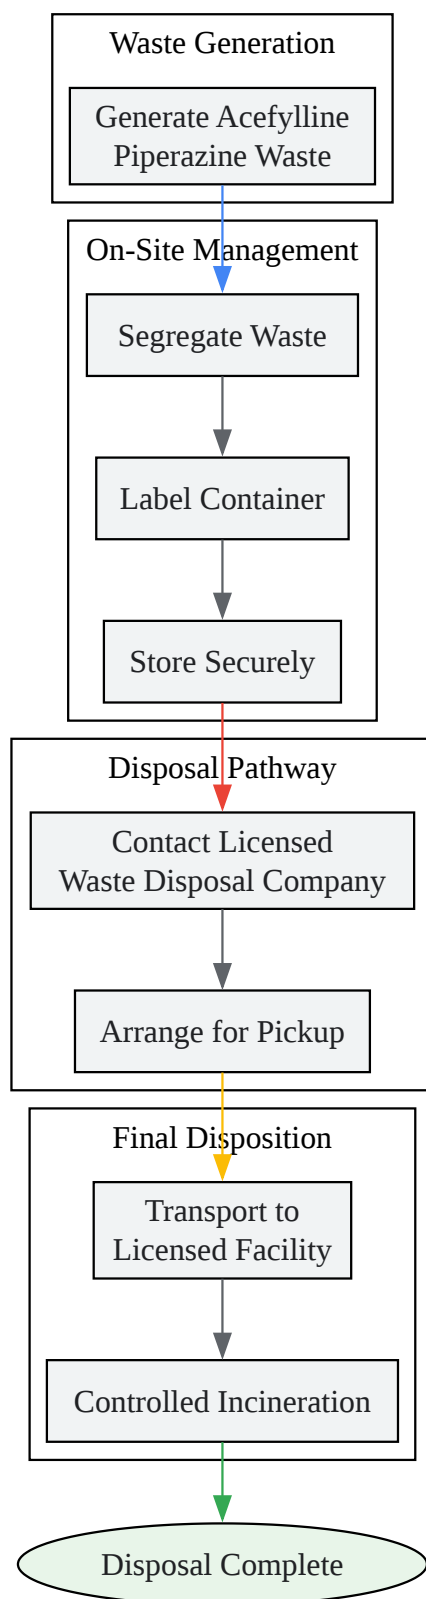 Waste Generation
Generate Acefylline
Piperazine Waste
On-Site Management
Segregate Waste
Label Container
Store Securely
Disposal Pathway
Contact Licensed
Waste Disposal Company
Arrange for Pickup
Final Disposition
Transport to
Licensed Facility
Controlled Incineration
Disposal Complete